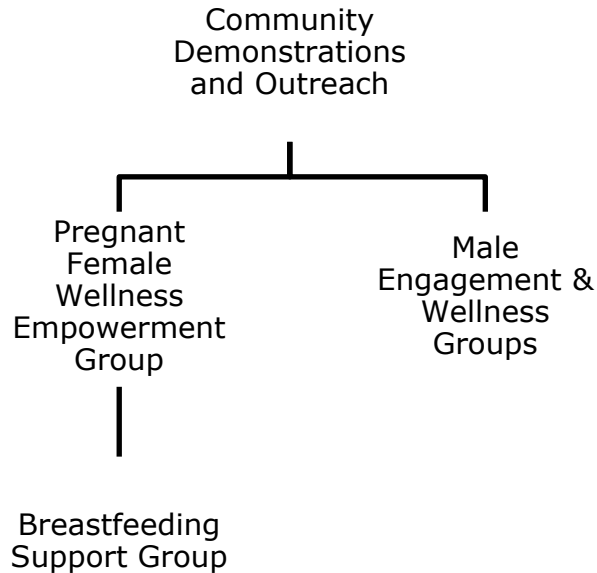 Community
Demonstrations
and Outreach
Pregnant
Female
Wellness
Empowerment
Group
Male
Engagement &
Wellness
Groups
Breastfeeding
Support Group